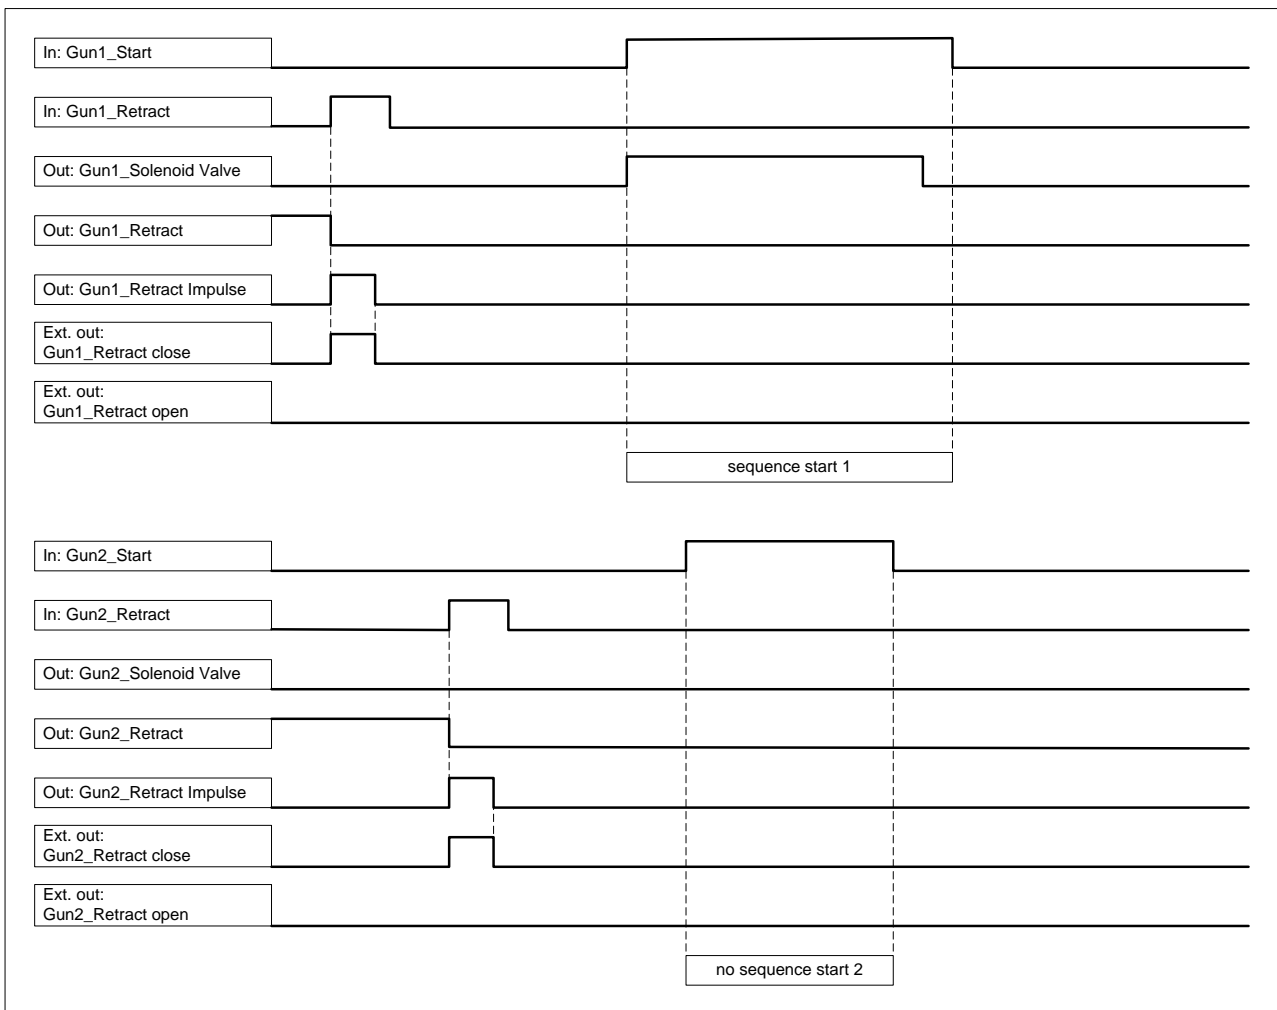 In: Gun1_Start
In: Gun1_Retract
Out: Gun1_Solenoid Valve
Out: Gun1_Retract
Out: Gun1_Retract Impulse
Ext. out:
Gun1_Retract close
Ext. out:
Gun1_Retract open
sequence start 1
In: Gun2_Start
In: Gun2_Retract
Out: Gun2_Solenoid Valve
Out: Gun2_Retract
Out: Gun2_Retract Impulse
Ext. out:
Gun2_Retract close
Ext. out:
Gun2_Retract open
no sequence start 2